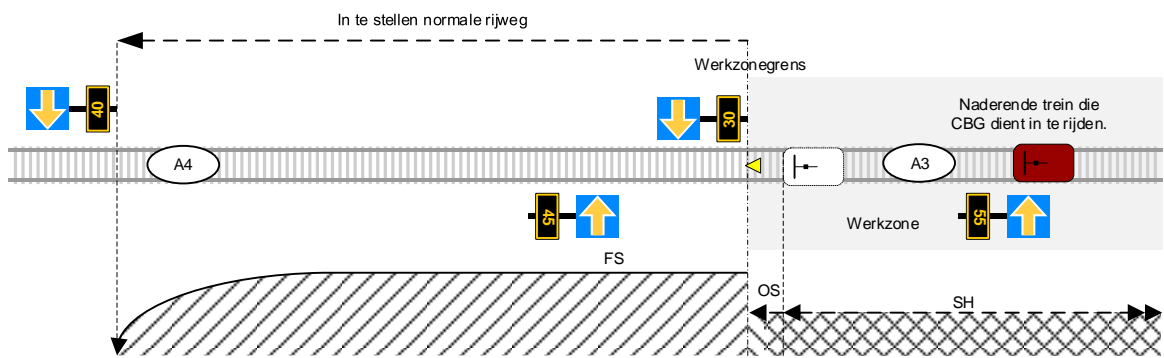 In te stellen normale rijweg
Werkzonegrens
40
30
Naderende trein die
CBG dient in te rijden.
A4
A3
45
55
Werkzone
FS
OS
SH